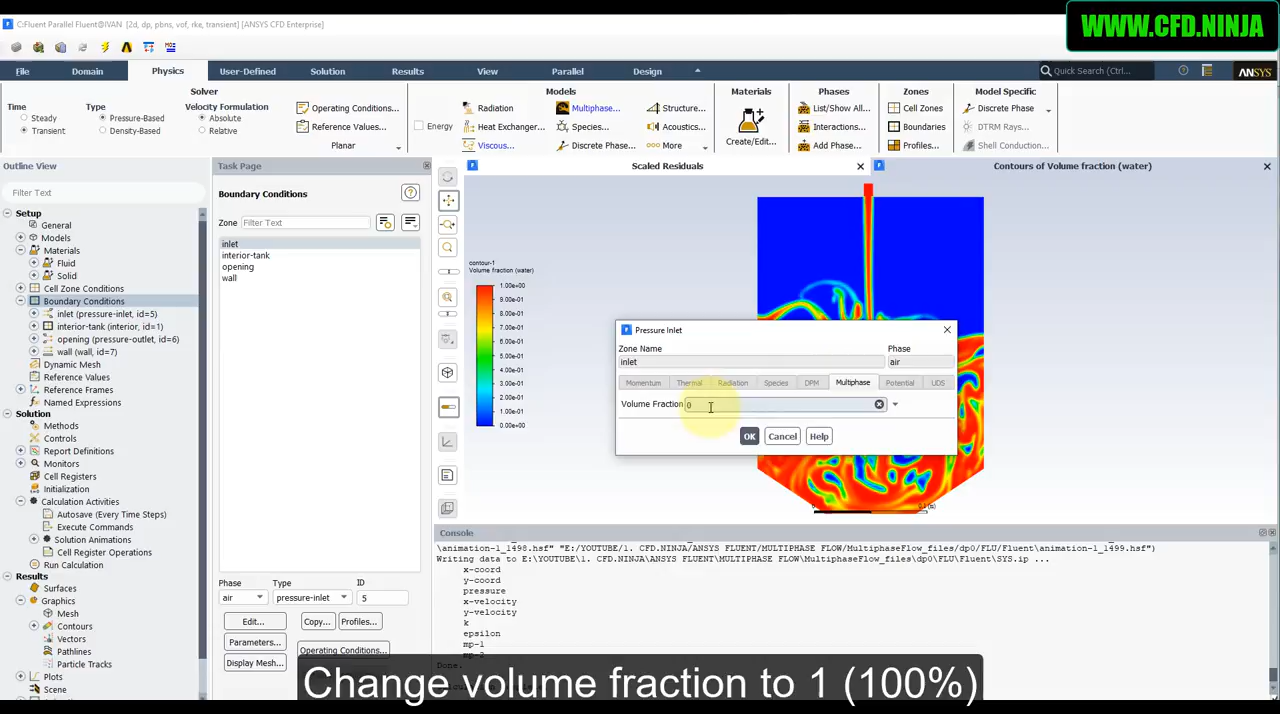 C:Fluent Parallel Fluent@IVAN [2d, dp, pbns, vof, rke, transient] [ANSYS CFD Enterprise]
WWW.CFD.NINJA
File
Domain
Physics
User-Defined
Solution
Results
View
Parallel
Design
Quick Search (Ctrl...
ANSYS
Solver
Time
Steady
Transient
Type
Pressure-Based
Density-Based
Velocity Formulation
Absolute
Relative
Operating Conditions...
Reference Values...
Planar
Models
Energy
Radiation
Heat Exchanger...
Viscous...
Multiphase...
Species...
Discrete Phase...
Structure...
Acoustics...
More
Materials
Create/Edit...
Phases
List/Show All...
Interactions...
Add Phase...
Zones
Cell Zones
Boundaries
Profiles...
Model Specific
Discrete Phase
DTRM Rays...
Shell Conduction...
Outline View
Filter Text
Setup
General
Models
Materials
Fluid
Solid
Cell Zone Conditions
Boundary Conditions
inlet (pressure-inlet, id=5)
interior-tank (interior, id=1)
opening (pressure-outlet, id=6)
wall (wall, id=7)
Dynamic Mesh
Reference Values
Reference Frames
Named Expressions
Solution
Methods
Controls
Report Definitions
Monitors
Cell Registers
Initialization
Calculation Activities
Autosave (Every Time Steps)
Execute Commands
Solution Animations
Cell Register Operations
Run Calculation
Results
Surfaces
Graphics
Mesh
Contours
Vectors
Pathlines
Particle Tracks
Plots
Scene
Task Page
Boundary Conditions
Zone Filter Text
inlet
interior-tank
opening
wall
Phase
Type
ID
air
pressure-inlet
5
Edit...
Copy...
Profiles...
Parameters...
Operating Conditions...
Display Mesh...
Scaled Residuals
Contours of Volume fraction (water)
contour-1
Volume fraction (water)
1.00e+00
9.00e-01
8.00e-01
7.00e-01
6.00e-01
5.00e-01
4.00e-01
3.00e-01
2.00e-01
1.00e-01
0.00e+00
Pressure Inlet
Zone Name
inlet
Phase
air
Momentum
Thermal
Radiation
Species
DPM
Multiphase
Potential
UDS
Volume Fraction 0
OK
Cancel
Help
Console
\animation-1_1498.hsf" "E:/YOUTUBE/1. CFD.NINJA/ANSYS FLUENT/MULTIPHASE FLOW/MultiphaseFlow_files/dp0/FLU/Fluent\animation-1_1499.hsf")
Writing data to E:\YOUTUBE\1. CFD.NINJA\ANSYS FLUENT\MULTIPHASE FLOW\MultiphaseFlow_files\dp0\FLU\Fluent\SYS.ip ...
x-coord
y-coord
pressure
x-velocity
y-velocity
k
epsilon
mp-1
mp-2
Done.
Change volume fraction to 1 (100%)